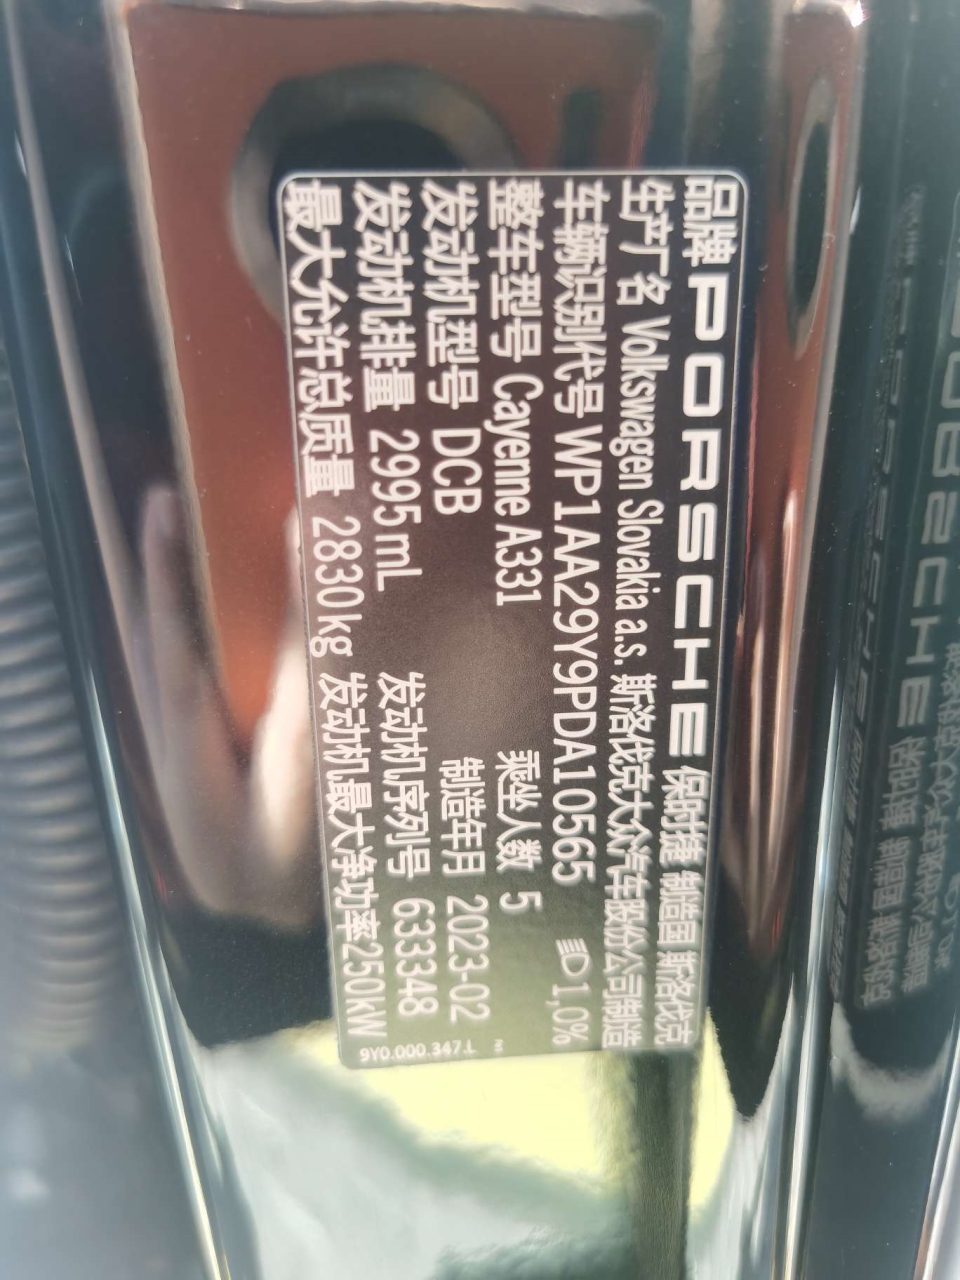 品牌 PORSCHE 保时捷 制造国 斯洛伐克
生产厂名 Volkswagen Slovakia a.s. 斯洛伐克大众汽车股份公司制造
车辆识别代号 WP1AA29Y9PDA10565 1,0%
整车型号 Cayenne A331 乘坐人数 5
发动机型号 DCB 制造年月 2023-02
发动机排量 2995mL 发动机序列号 633348
最大允许总质量 2830kg 发动机最大净功率250kW
9Y0.000.347.L